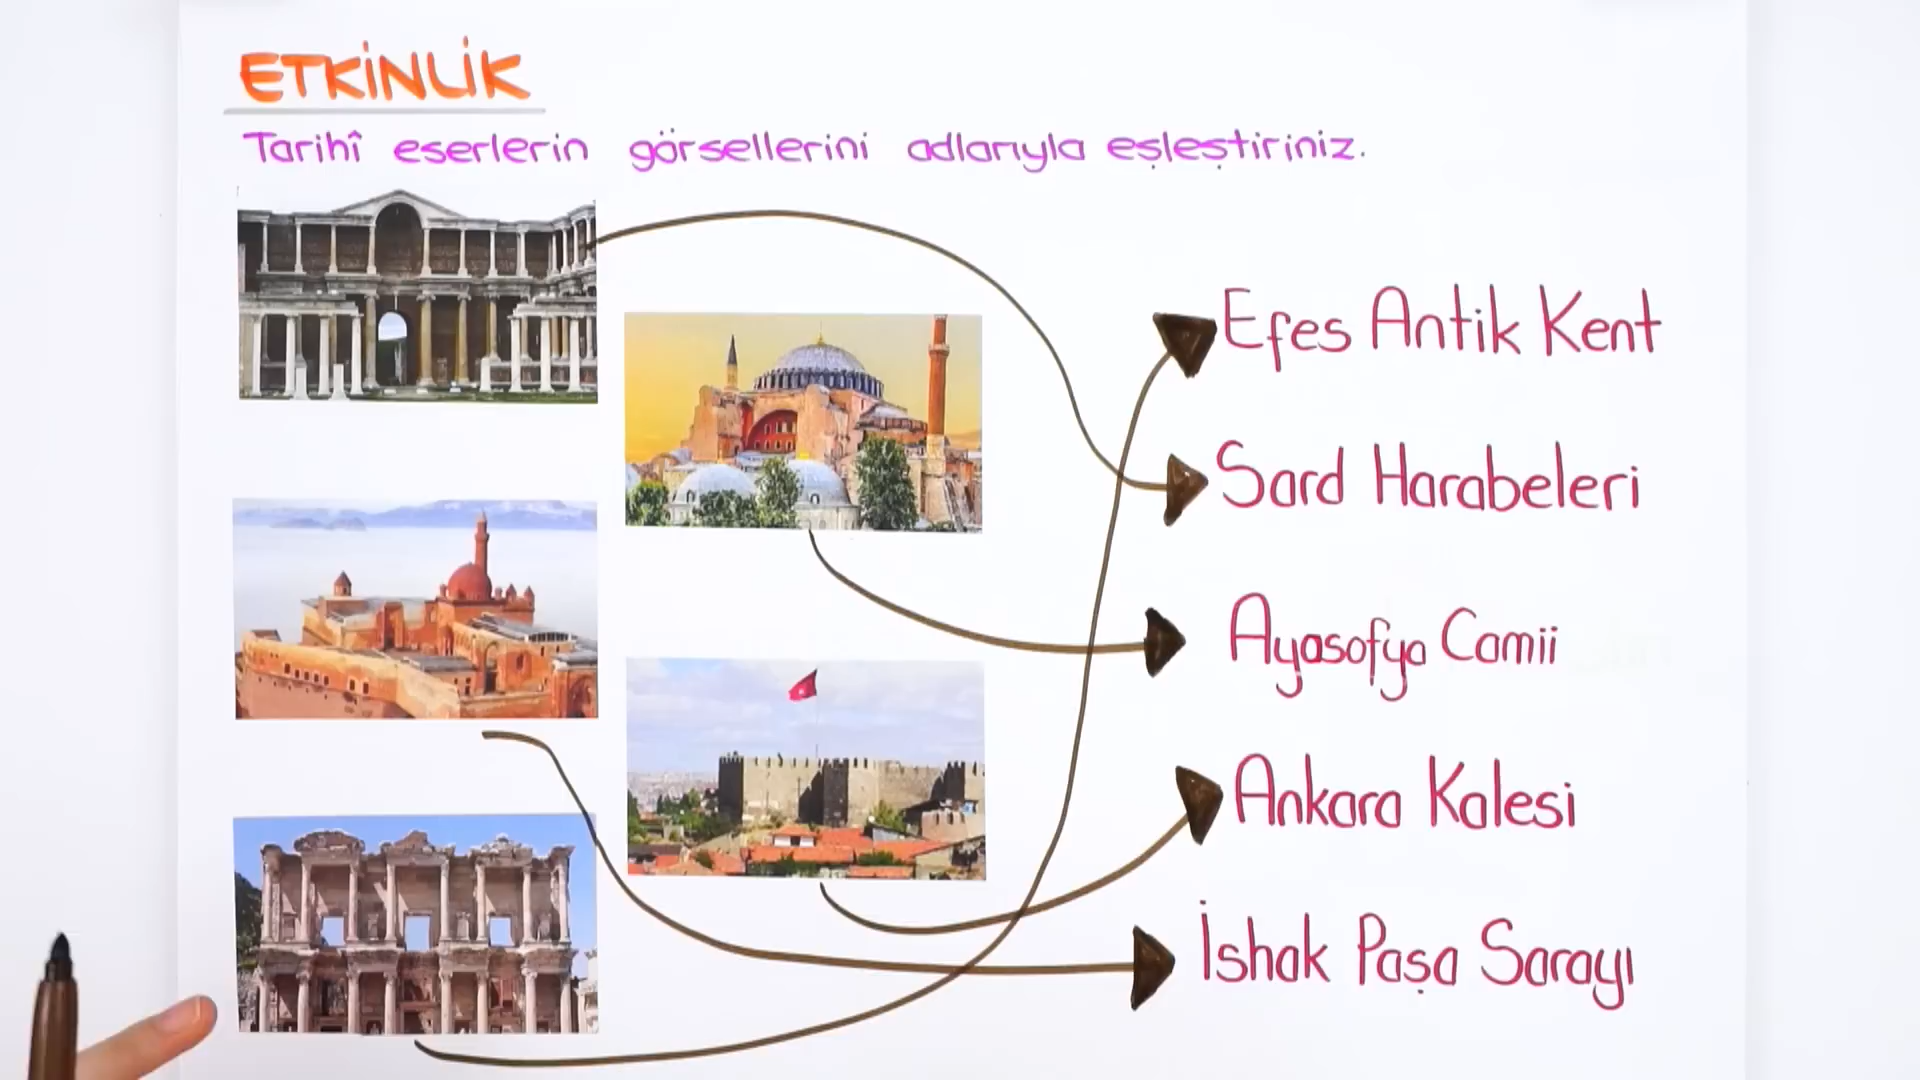 ETKİNLİK
Tarihî eserlerin görsellerini adlarıyla eşleştiriniz.
Efes Antik Kent
Sard Harabeleri
Ayasofya Camii
Ankara Kalesi
İshak Paşa Sarayı